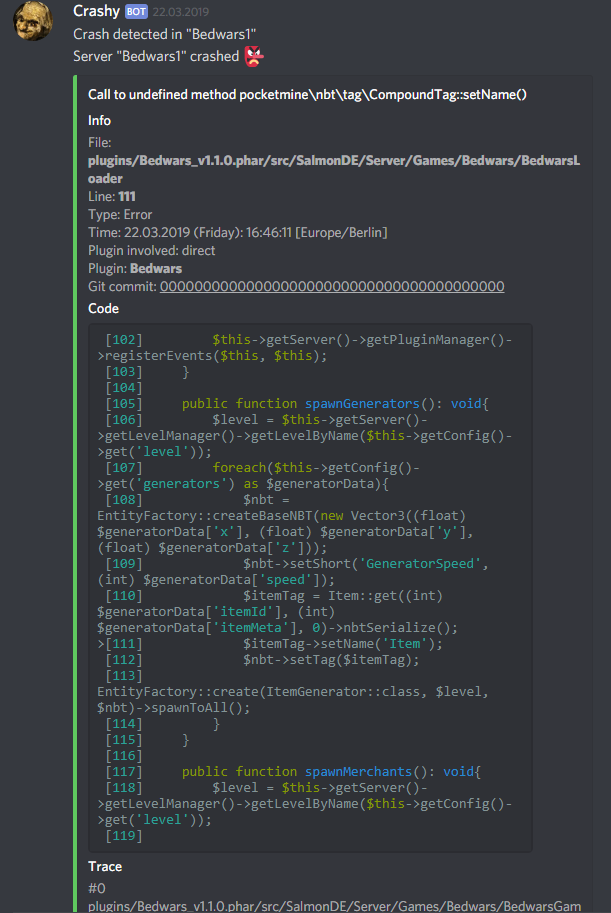 Crashy BOT 22.03.2019
Crash detected in "Bedwars1"
Server "Bedwars1" crashed
Call to undefined method pocketmine\nbt\tag\CompoundTag::setName()
Info
File:
plugins/Bedwars_v1.1.0.phar/src/SalmonDE/Server/Games/Bedwars/BedwarsL
oader
Line: 111
Type: Error
Time: 22.03.2019 (Friday): 16:46:11 [Europe/Berlin]
Plugin involved: direct
Plugin: Bedwars
Git commit: 0000000000000000000000000000000000000000
Code
[102]         $this->getServer()->getPluginManager()-
>registerEvents($this, $this);
[103]     }
[104]
[105]     public function spawnGenerators(): void{
[106]         $level = $this->getServer()-
>getLevelManager()->getLevelByName($this->getConfig()-
>get('level'));
[107]         foreach($this->getConfig()-
>get('generators') as $generatorData){
[108]             $nbt =
EntityFactory::createBaseNBT(new Vector3((float)
$generatorData['x'], (float) $generatorData['y'],
(float) $generatorData['z']));
[109]             $nbt->setShort('GeneratorSpeed',
(int) $generatorData['speed']);
[110]             $itemTag = Item::get((int)
$generatorData['itemId'], (int)
$generatorData['itemMeta'], 0)->nbtSerialize();
>[111]             $itemTag->setName('Item');
[112]             $nbt->setTag($itemTag);
[113]
EntityFactory::create(ItemGenerator::class, $level,
$nbt)->spawnToAll();
[114]         }
[115]     }
[116]
[117]     public function spawnMerchants(): void{
[118]         $level = $this->getServer()-
>getLevelManager()->getLevelByName($this->getConfig()-
>get('level'));
[119]
Trace
#0
plugins/Bedwars_v1.1.0.phar/src/SalmonDE/Server/Games/Bedwars/BedwarsGam